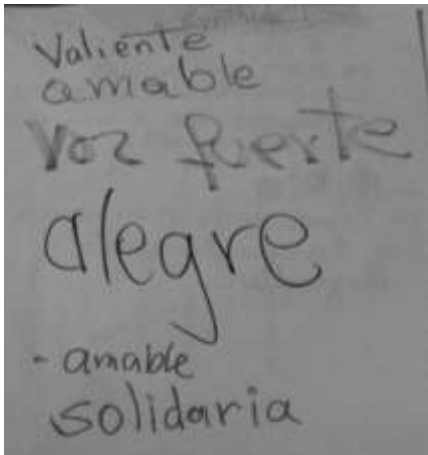 Valiente
amable
Voz fuerte
alegre
- amable
solidaria